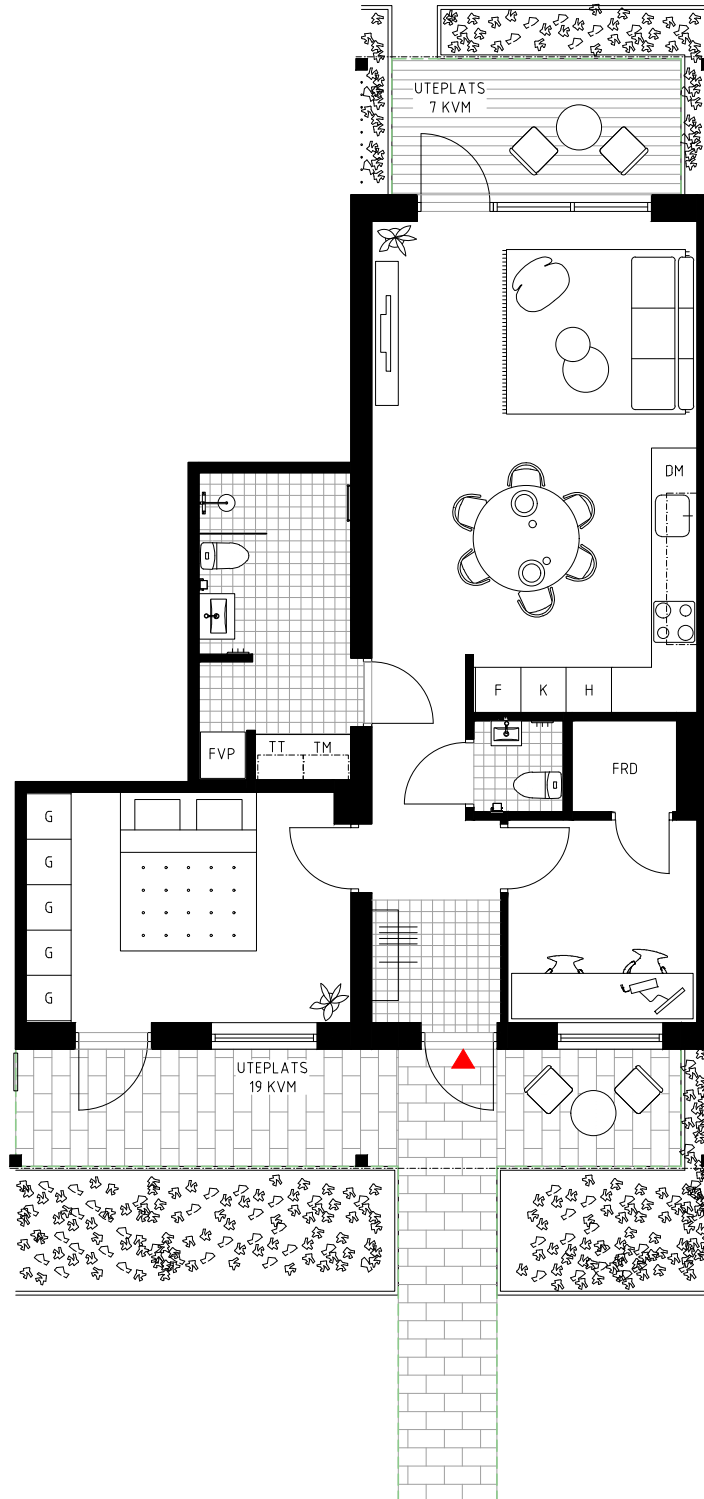 UTEPLATS
7 KVM
DM
F K H
FVP
TT TM
FRD
G
G
G
G
G
UTEPLATS
19 KVM